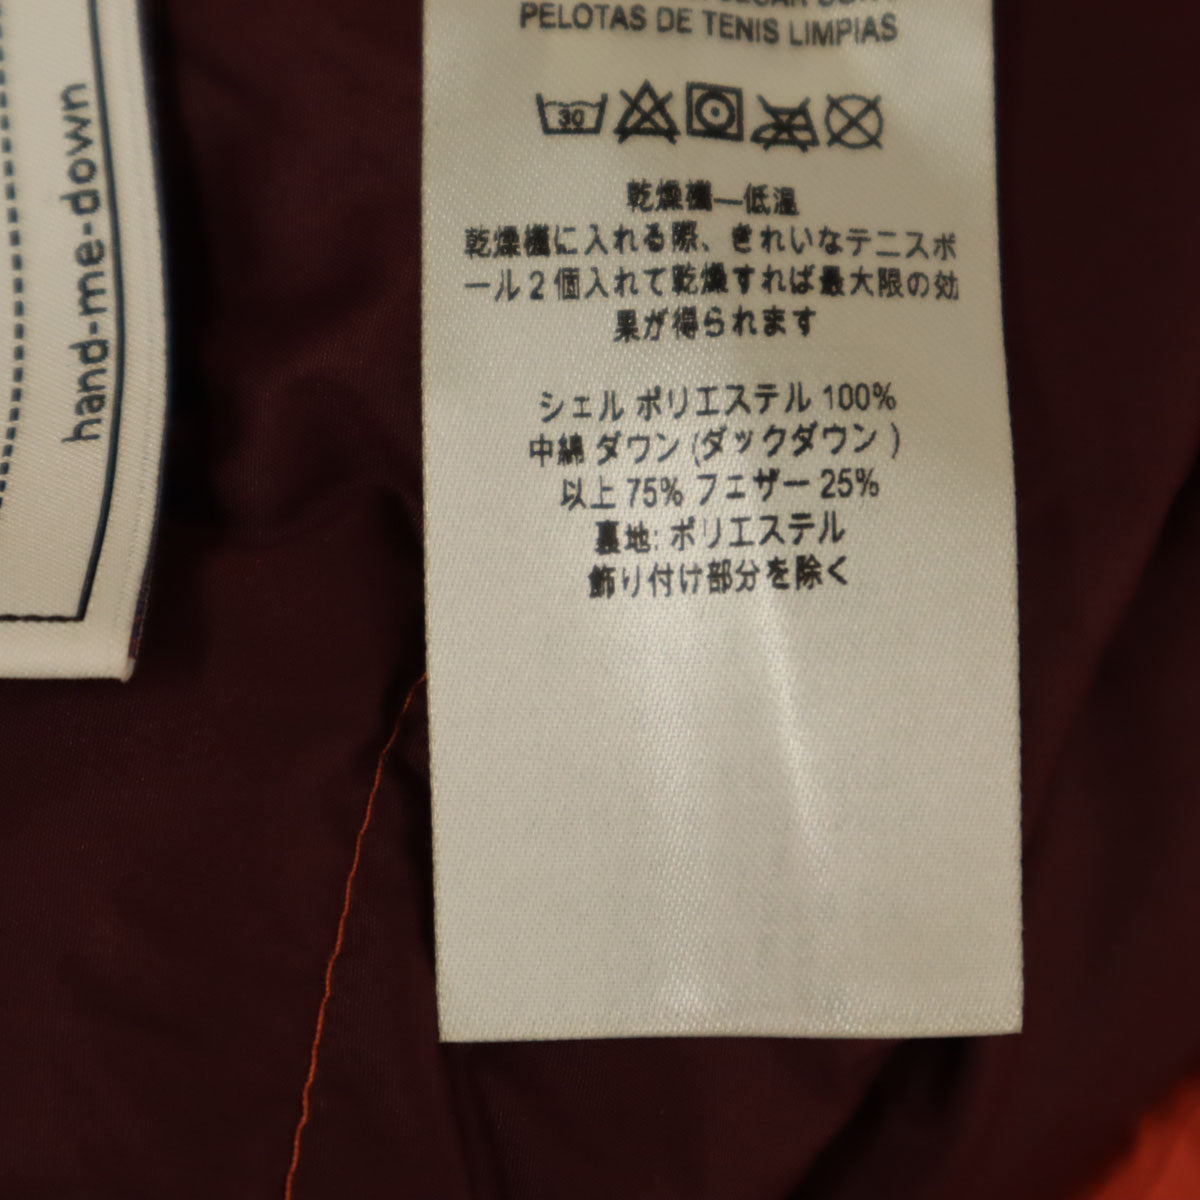 PELOTAS DE TENIS LIMPIAS
30
乾燥機—低温
乾燥機に入れる際、きれいなテニスボ
ール2個入れて乾燥すれば最大限の効
果が得られます
シェル ポリエステル 100%
中綿 ダウン (ダックダウン )
以上 75% フェザー 25%
裏地: ポリエステル
飾り付け部分を除く
hand-me-down